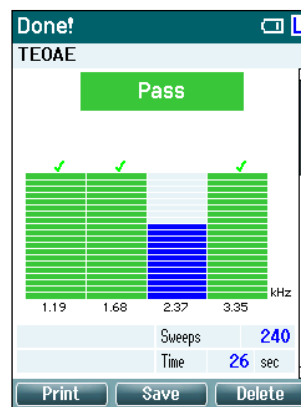 Done!
TEOAE
Pass
kHz
1.19 1.68 2.37 3.35
Sweeps 240
Time 26 sec
Print Save Delete